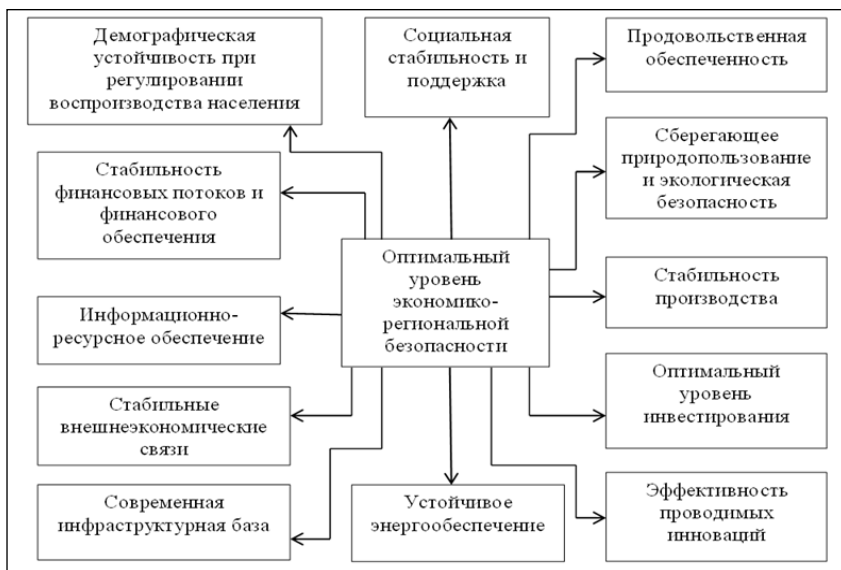 Демографическая
устойчивость при
регулировании
воспроизводства населения
Социальная
стабильность и
поддержка
Продовольственная
обеспеченность
Стабильность
финансовых потоков и
финансового
обеспечения
Сберегающее
природопользование
и экологическая
безопасность
Оптимальный
уровень
экономико-
региональной
безопасности
Стабильность
производства
Информационно-
ресурсное обеспечение
Оптимальный
уровень
инвестирования
Стабильные
внешнеэкономические
связи
Современная
инфраструктурная база
Устойчивое
энергообеспечение
Эффективность
проводимых
инноваций